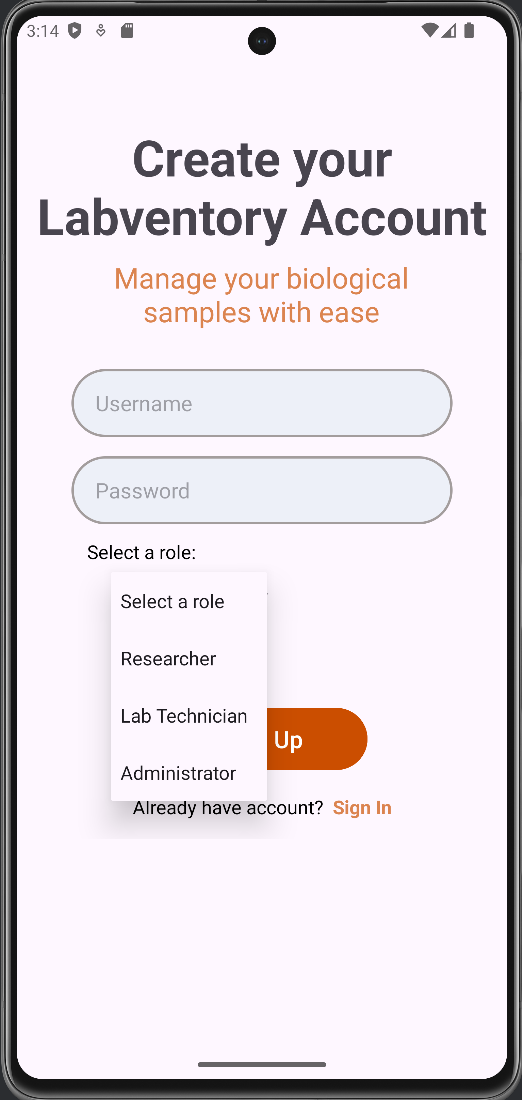 3:14
Create your
Labventory Account
Manage your biological
samples with ease
Username
Password
Select a role:
Select a role
Researcher
Lab Technician
Up
Administrator
Already have account? Sign In